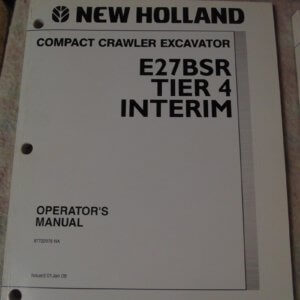 NEW HOLLAND
COMPACT CRAWLER EXCAVATOR
E27BSR
TIER 4
INTERIM
OPERATOR'S
MANUAL